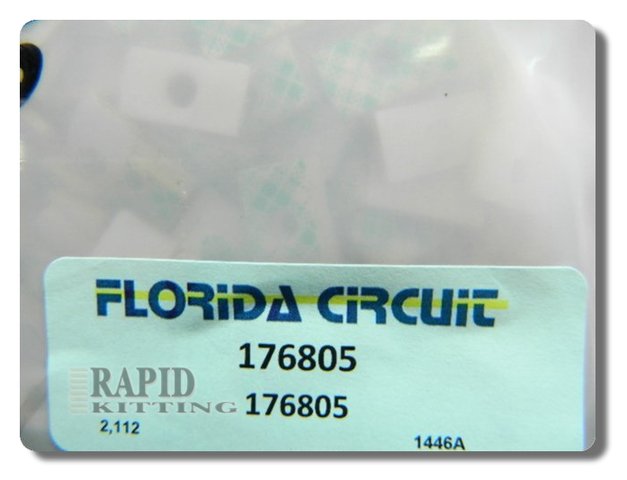 FLORIDA CIRCUIT
176805
RAPID
KITTING
176805
2,112
1446A